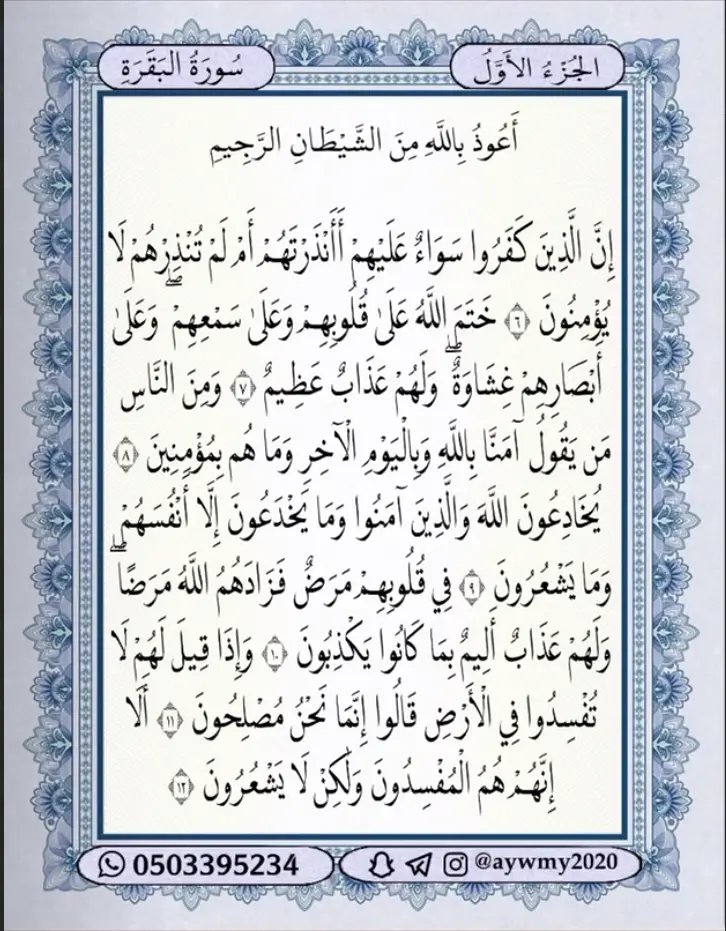 سُورَةُ البَقَرَةِ
الجُزْءُ الأَوَّلُ
أَعُوذُ بِاللَّهِ مِنَ الشَّيْطَانِ الرَّجِيمِ
إِنَّ الَّذِينَ كَفَرُوا سَوَاءٌ عَلَيْهِمْ أَأَنْذَرْتَهُمْ أَمْ لَمْ تُنْذِرْهُمْ لَا
يُؤْمِنُونَ ﴿٦﴾ خَتَمَ اللَّهُ عَلَىٰ قُلُوبِهِمْ وَعَلَىٰ سَمْعِهِمْ ۖ وَعَلَىٰ
أَبْصَارِهِمْ غِشَاوَةٌ ۖ وَلَهُمْ عَذَابٌ عَظِيمٌ ﴿٧﴾ وَمِنَ النَّاسِ
مَن يَقُولُ آمَنَّا بِاللَّهِ وَبِالْيَوْمِ الْآخِرِ وَمَا هُم بِمُؤْمِنِينَ ﴿٨﴾
يُخَادِعُونَ اللَّهَ وَالَّذِينَ آمَنُوا وَمَا يَخْدَعُونَ إِلَّا أَنْفُسَهُمْ
وَمَا يَشْعُرُونَ ﴿٩﴾ فِي قُلُوبِهِمْ مَرَضٌ فَزَادَهُمُ اللَّهُ مَرَضًا ۖ
وَلَهُمْ عَذَابٌ أَلِيمٌ بِمَا كَانُوا يَكْذِبُونَ ﴿١٠﴾ وَإِذَا قِيلَ لَهُمْ لَا
تُفْسِدُوا فِي الْأَرْضِ قَالُوا إِنَّمَا نَحْنُ مُصْلِحُونَ ﴿١١﴾ أَلَا
إِنَّهُمْ هُمُ الْمُفْسِدُونَ وَلَٰكِنْ لَا يَشْعُرُونَ ﴿١٢﴾
0503395234
@aywmy2020